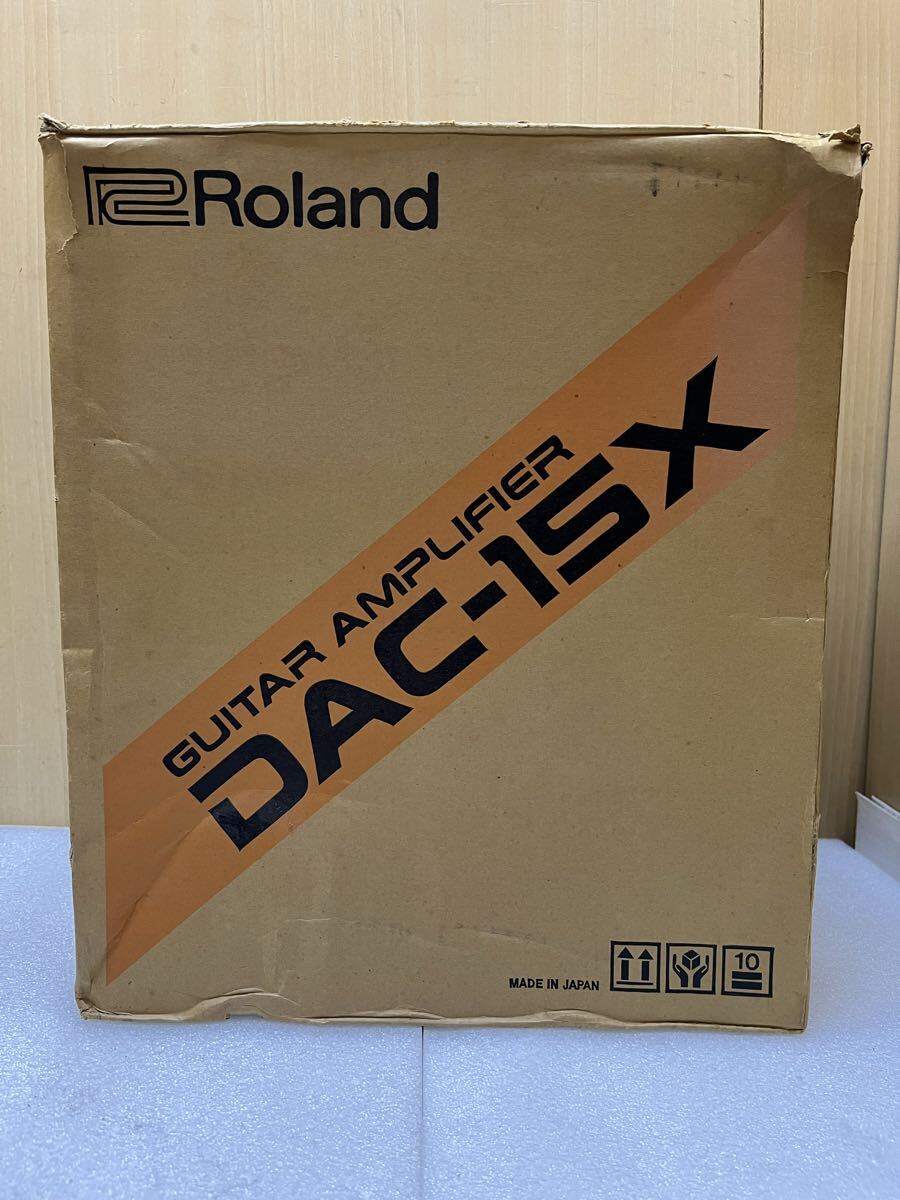 Roland
GUITAR AMPLIFIER
DAC-15X
MADE IN JAPAN
10